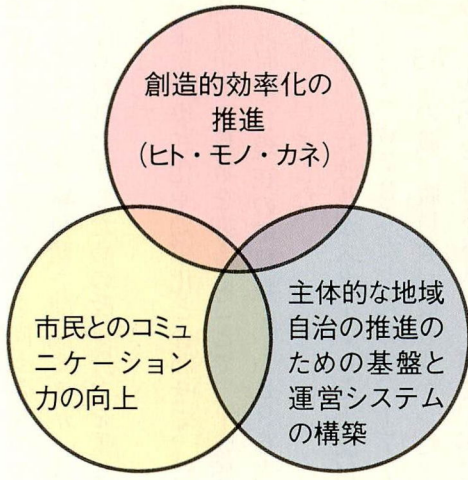 創造的効率化の
推進
(ヒト・モノ・カネ)
市民とのコミュ
ニケーション
力の向上
主体的な地域
自治の推進の
ための基盤と
運営システム
の構築